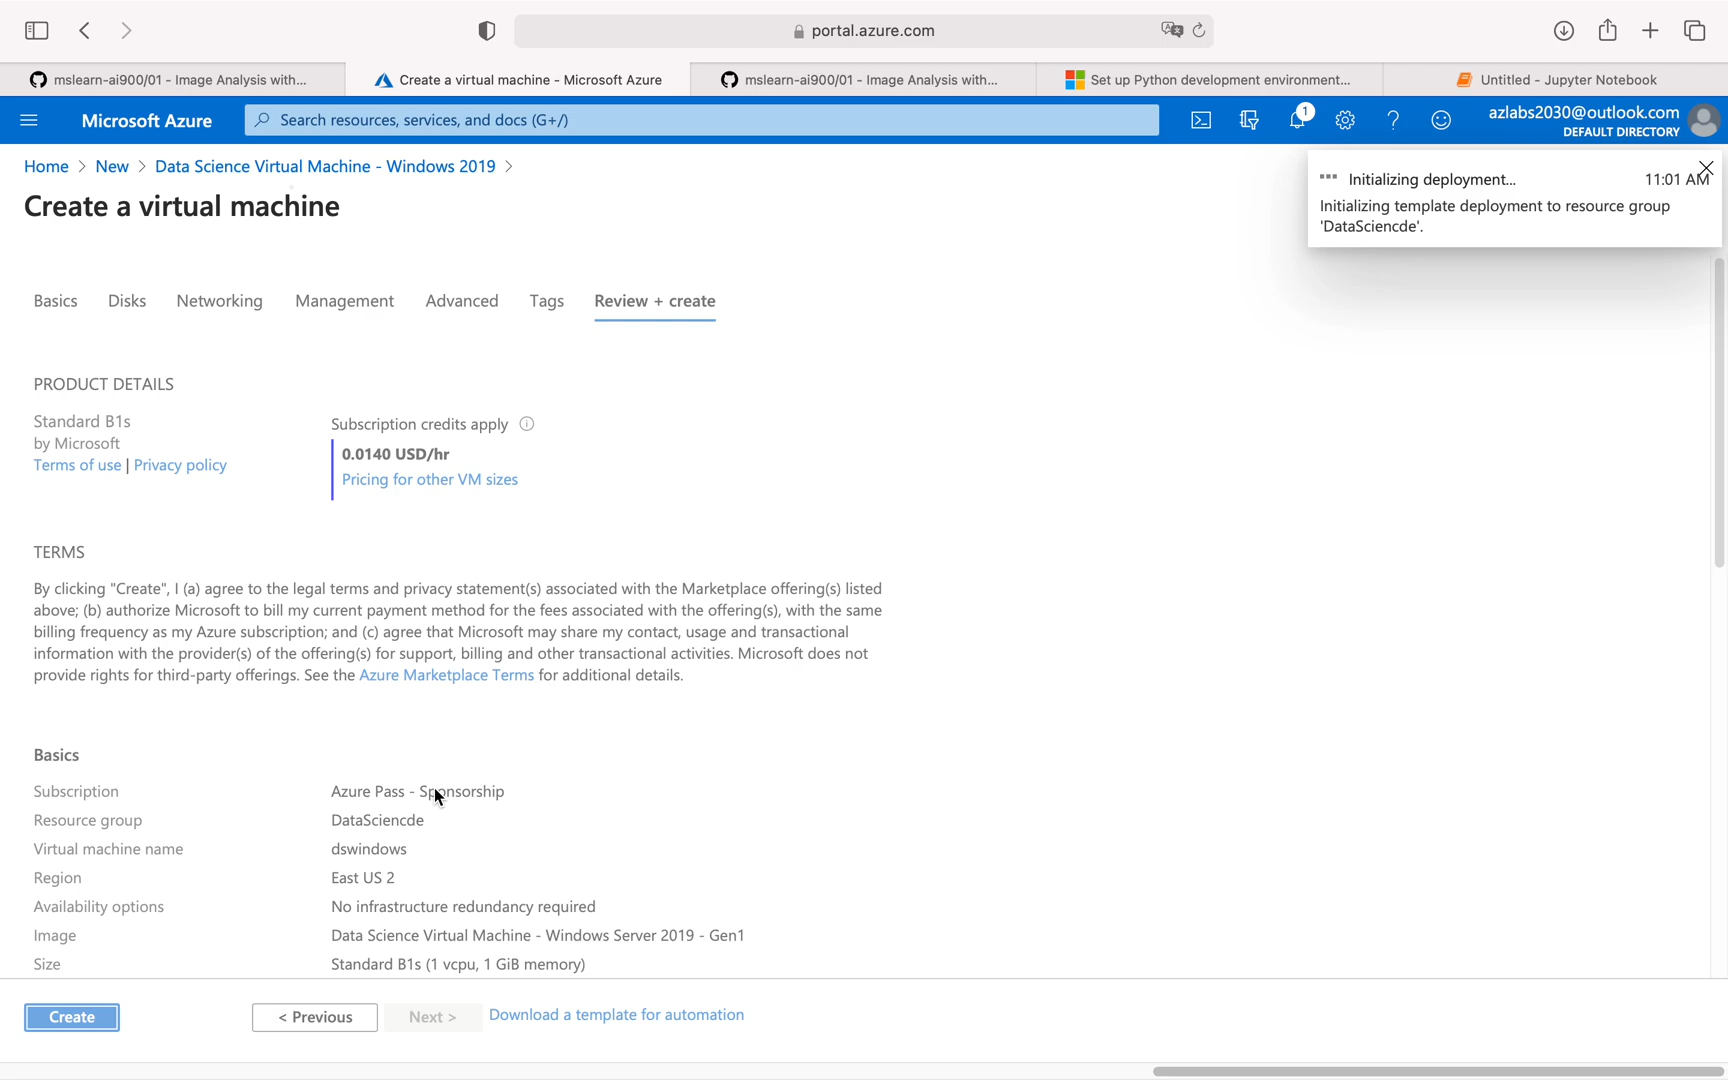 portal.azure.com
mslearn-ai900/01 - Image Analysis with...
Create a virtual machine - Microsoft Azure
mslearn-ai900/01 - Image Analysis with...
Set up Python development environment...
Untitled - Jupyter Notebook
Microsoft Azure
Search resources, services, and docs (G+/)
1
azlabs2030@outlook.com
DEFAULT DIRECTORY
Home > New > Data Science Virtual Machine - Windows 2019 >
Create a virtual machine
Initializing deployment... 11:01 AM
Initializing template deployment to resource group
'DataSciencde'.
Basics Disks Networking Management Advanced Tags Review + create
PRODUCT DETAILS
Standard B1s
by Microsoft
Terms of use | Privacy policy
Subscription credits apply
0.0140 USD/hr
Pricing for other VM sizes
TERMS
By clicking "Create", I (a) agree to the legal terms and privacy statement(s) associated with the Marketplace offering(s) listed
above; (b) authorize Microsoft to bill my current payment method for the fees associated with the offering(s), with the same
billing frequency as my Azure subscription; and (c) agree that Microsoft may share my contact, usage and transactional
information with the provider(s) of the offering(s) for support, billing and other transactional activities. Microsoft does not
provide rights for third-party offerings. See the Azure Marketplace Terms for additional details.
Basics
Subscription Azure Pass - Sponsorship
Resource group DataSciencde
Virtual machine name dswindows
Region East US 2
Availability options No infrastructure redundancy required
Image Data Science Virtual Machine - Windows Server 2019 - Gen1
Size Standard B1s (1 vcpu, 1 GiB memory)
Create < Previous Next > Download a template for automation